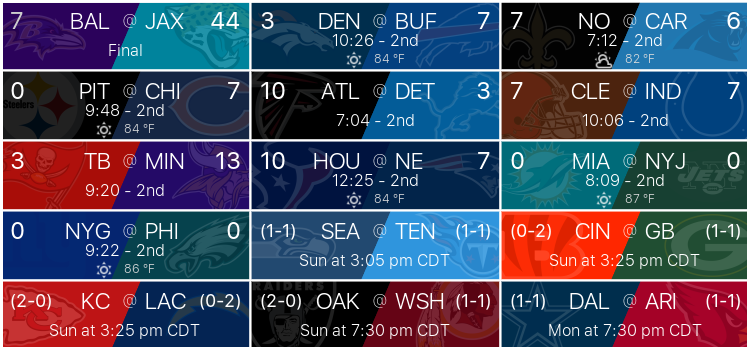 7 BAL @ JAX 44
Final
3 DEN @ BUF 7
10:26 - 2nd
84 °F
7 NO @ CAR 6
7:12 - 2nd
82 °F
0 PIT @ CHI 7
9:48 - 2nd
84 °F
Steelers
10 ATL @ DET 3
7:04 - 2nd
7 CLE @ IND 7
10:06 - 2nd
3 TB @ MIN 13
9:20 - 2nd
10 HOU @ NE 7
12:25 - 2nd
84 °F
0 MIA @ NYJ 0
8:09 - 2nd
87 °F
JETS
0 NYG @ PHI 0
9:22 - 2nd
86 °F
(1-1) SEA @ TEN (1-1)
Sun at 3:05 pm CDT
(0-2) CIN @ GB (1-1)
Sun at 3:25 pm CDT
(2-0) KC @ LAC (0-2)
Sun at 3:25 pm CDT
RAIDERS
(2-0) OAK @ WSH (1-1)
Sun at 7:30 pm CDT
(1-1) DAL @ ARI (1-1)
Mon at 7:30 pm CDT